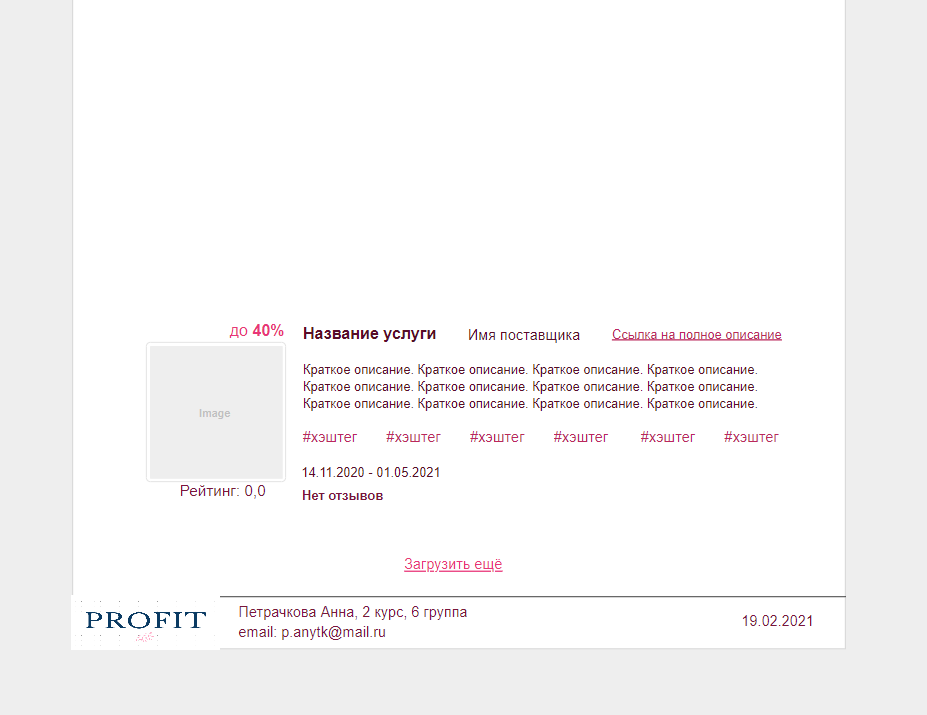 до 40%
Название услуги Имя поставщика Ссылка на полное описание
Image
Краткое описание. Краткое описание. Краткое описание. Краткое описание.
Краткое описание. Краткое описание. Краткое описание. Краткое описание.
Краткое описание. Краткое описание. Краткое описание. Краткое описание.
#хэштег #хэштег #хэштег #хэштег #хэштег #хэштег
14.11.2020 - 01.05.2021
Рейтинг: 0,0
Нет отзывов
Загрузить ещё
PROFIT
Петрачкова Анна, 2 курс, 6 группа
email: p.anytk@mail.ru
19.02.2021